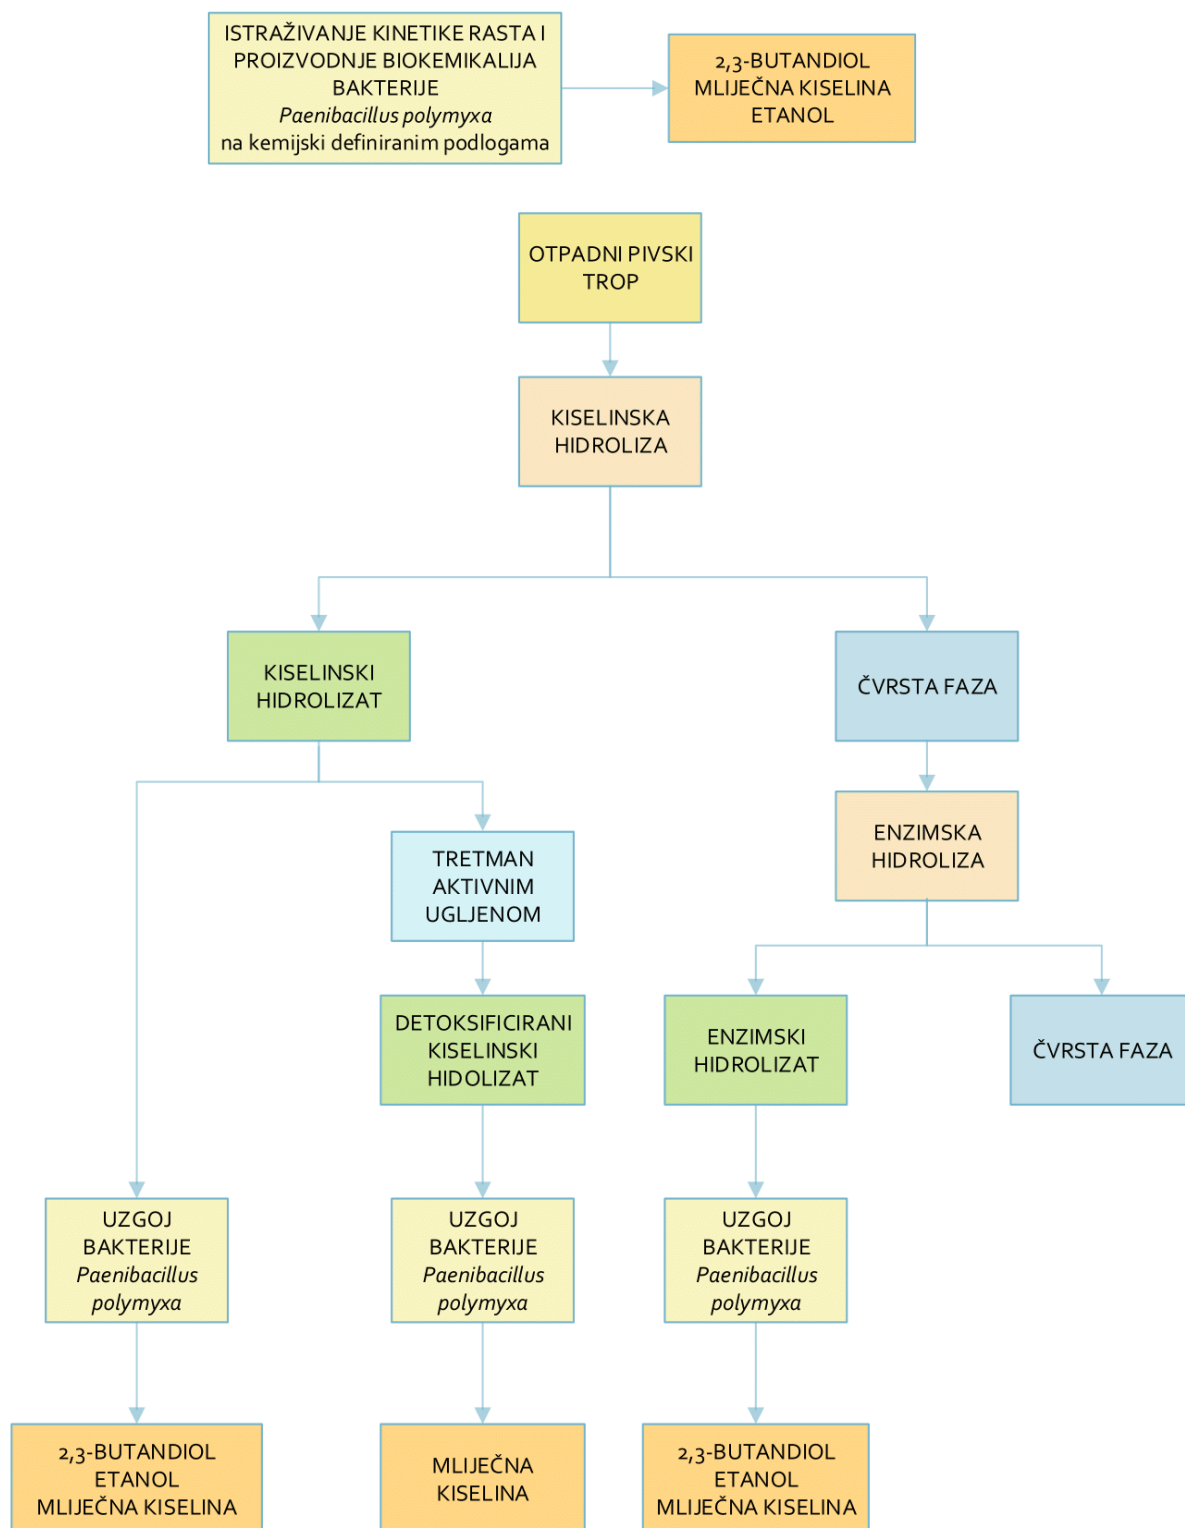 ISTRAŽIVANJE KINETIKE RASTA I
PROIZVODNJE BIOKEMIKALIJA
BAKTERIJE
Paenibacillus polymyxa
na kemijski definiranim podlogama
2,3-BUTANDIOL
MLIJEČNA KISELINA
ETANOL
OTPADNI PIVSKI
TROP
KISELINSKA
HIDROLIZA
KISELINSKI
HIDROLIZAT
ČVRSTA FAZA
TRETMAN
AKTIVNIM
UGLJENOM
ENZIMSKA
HIDROLIZA
DETOKSIFICIRANI
KISELINSKI
HIDOLIZAT
ENZIMSKI
HIDROLIZAT
ČVRSTA FAZA
UZGOJ
BAKTERIJE
Paenibacillus
polymyxa
UZGOJ
BAKTERIJE
Paenibacillus
polymyxa
UZGOJ
BAKTERIJE
Paenibacillus
polymyxa
2,3-BUTANDIOL
ETANOL
MLIJEČNA KISELINA
MLIJEČNA
KISELINA
2,3-BUTANDIOL
ETANOL
MLIJEČNA KISELINA